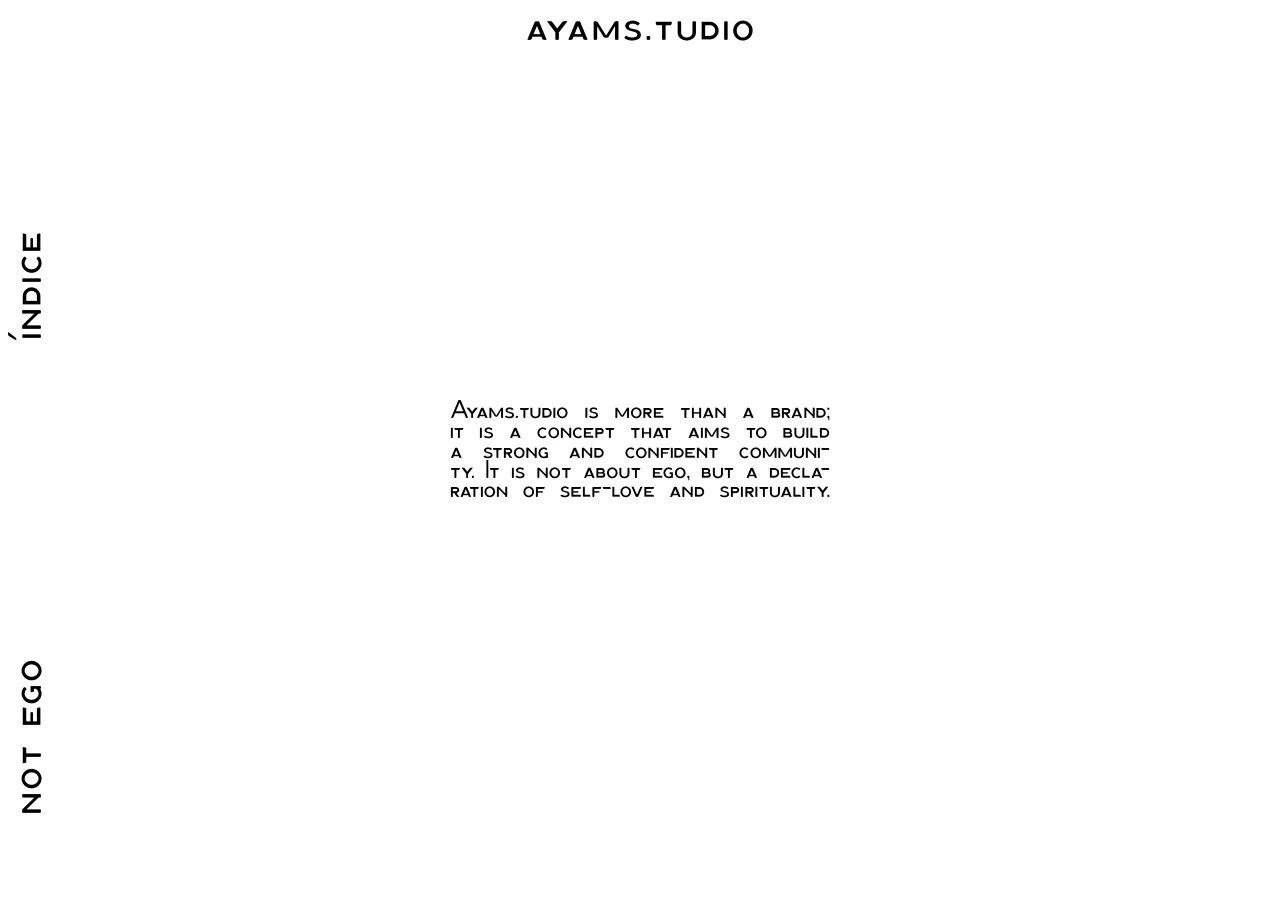 AYAMS.TUDIO
ÍNDICE
Ayams.tudio is more than a brand;
it is a concept that aims to build
a strong and confident communi-
ty. It is not about ego, but a decla-
ration of self-love and spirituality.
NOT EGO